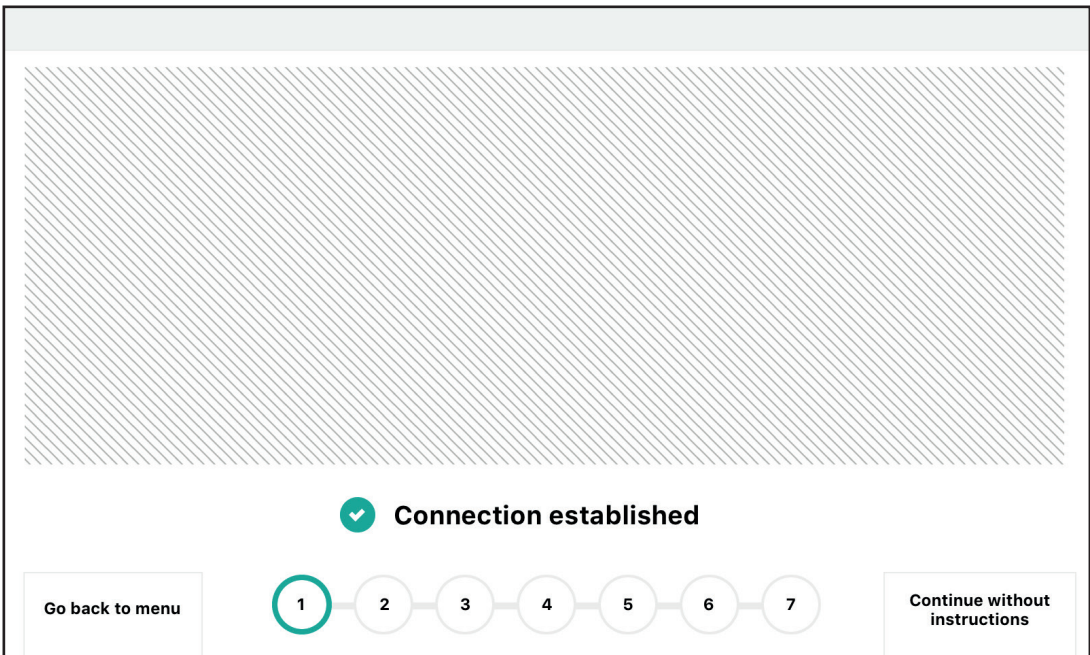 Connection established
Go back to menu
1 2 3 4 5 6 7
Continue without
instructions